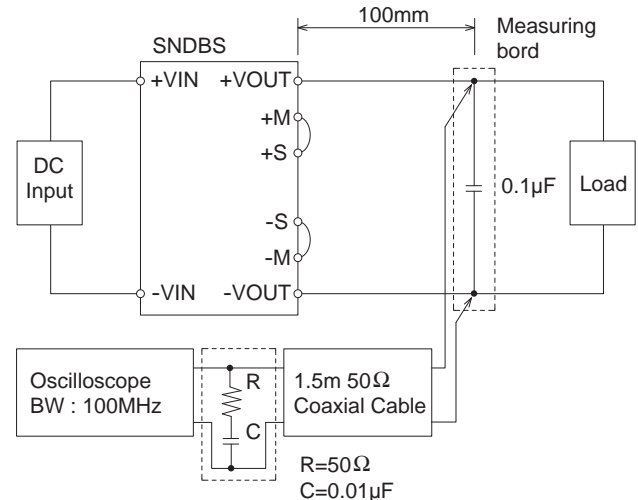 100mm
Measuring
bord
SNDBS
+VIN
+VOUT
+M
+S
DC
Input
0.1µF
Load
-S
-M
-VIN
-VOUT
Oscilloscope
BW : 100MHz
R
C
1.5m 50Ω
Coaxial Cable
R=50Ω
C=0.01µF